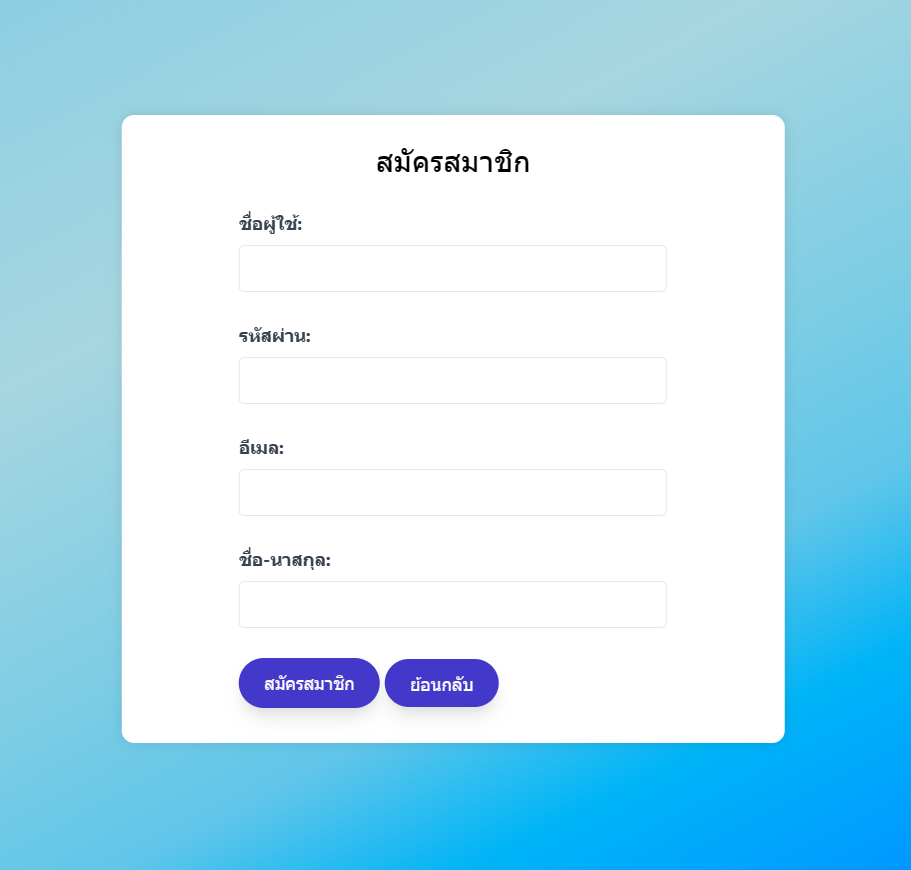 สมัครสมาชิก
ชื่อผู้ใช้:
รหัสผ่าน:
อีเมล:
ชื่อ-นาสกุล:
สมัครสมาชิก ย้อนกลับ